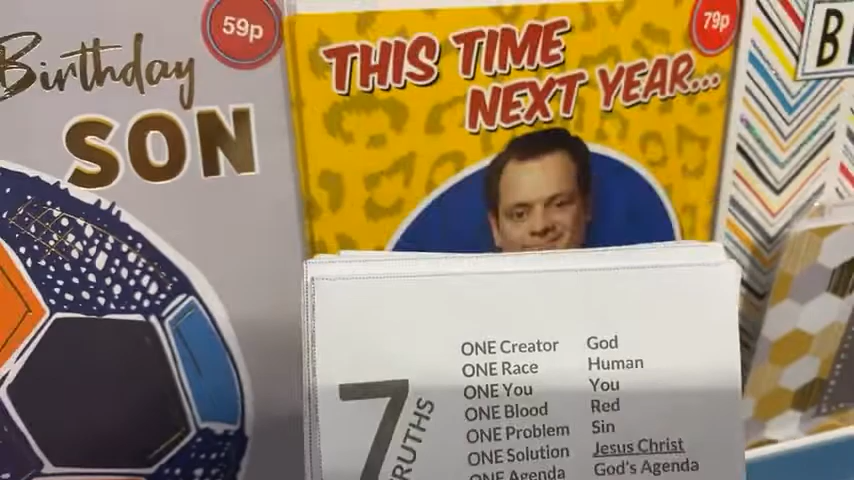 Birthday
SON
59p
THIS TIME
NEXT YEAR...
79p
7
RUTHS
ONE Creator God
ONE Race Human
ONE You You
ONE Blood Red
ONE Problem Sin
ONE Solution Jesus Christ
ONE Agenda God's Agenda
B